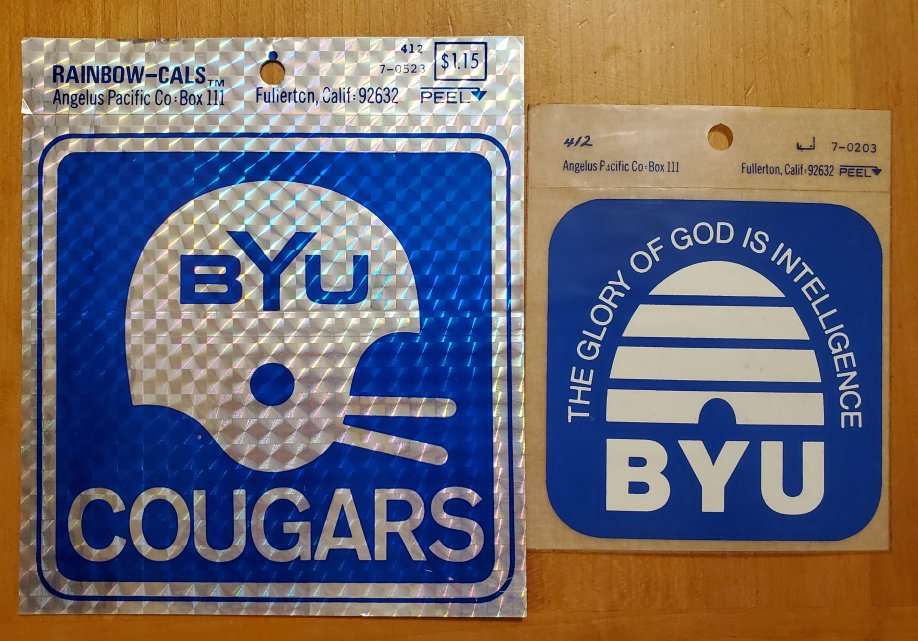 412
7-0523 $1.15
RAINBOW-CALS™
Angelus Pacific Co: Box 111 Fullerton, Calif: 92632 PEEL
BYU
COUGARS
412 7-0203
Angelus Pacific Co: Box 111 Fullerton, Calif: 92632 PEEL
THE GLORY OF GOD IS INTELLIGENCE
BYU